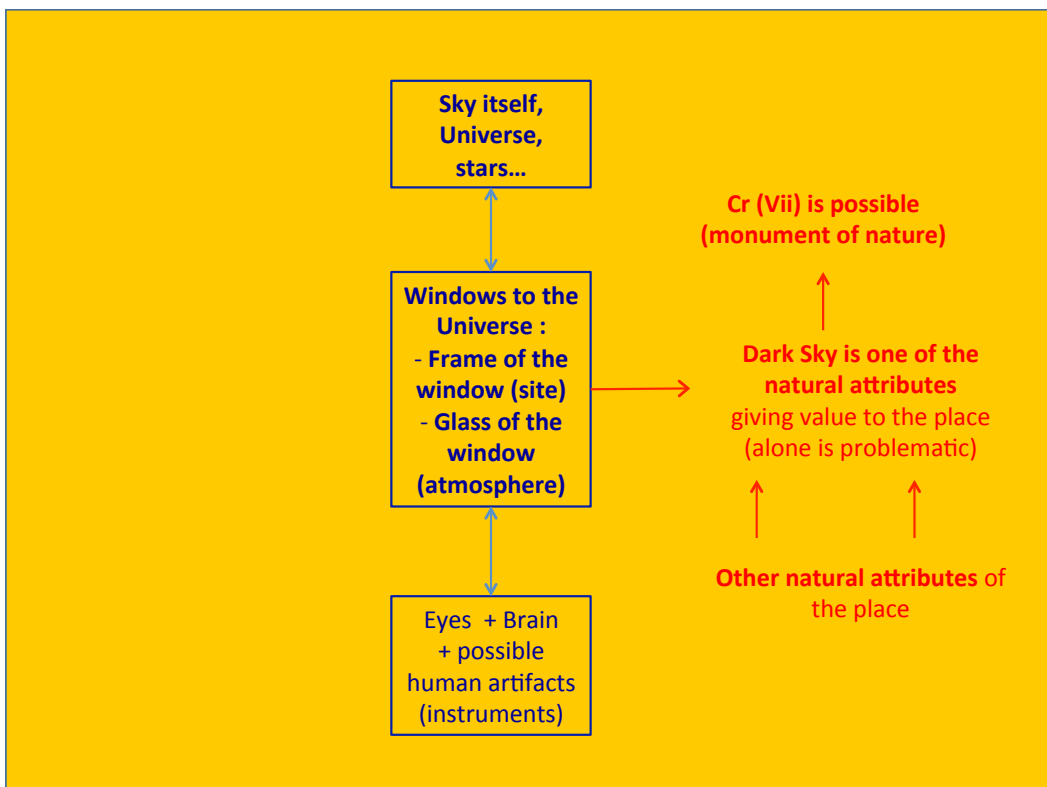 Sky itself,
Universe,
stars...
Windows to the
Universe :
- Frame of the
window (site)
- Glass of the
window
(atmosphere)
Eyes + Brain
+ possible
human artifacts
(instruments)
Cr (Vii) is possible
(monument of nature)
Dark Sky is one of the
natural attributes
giving value to the place
(alone is problematic)
Other natural attributes of
the place